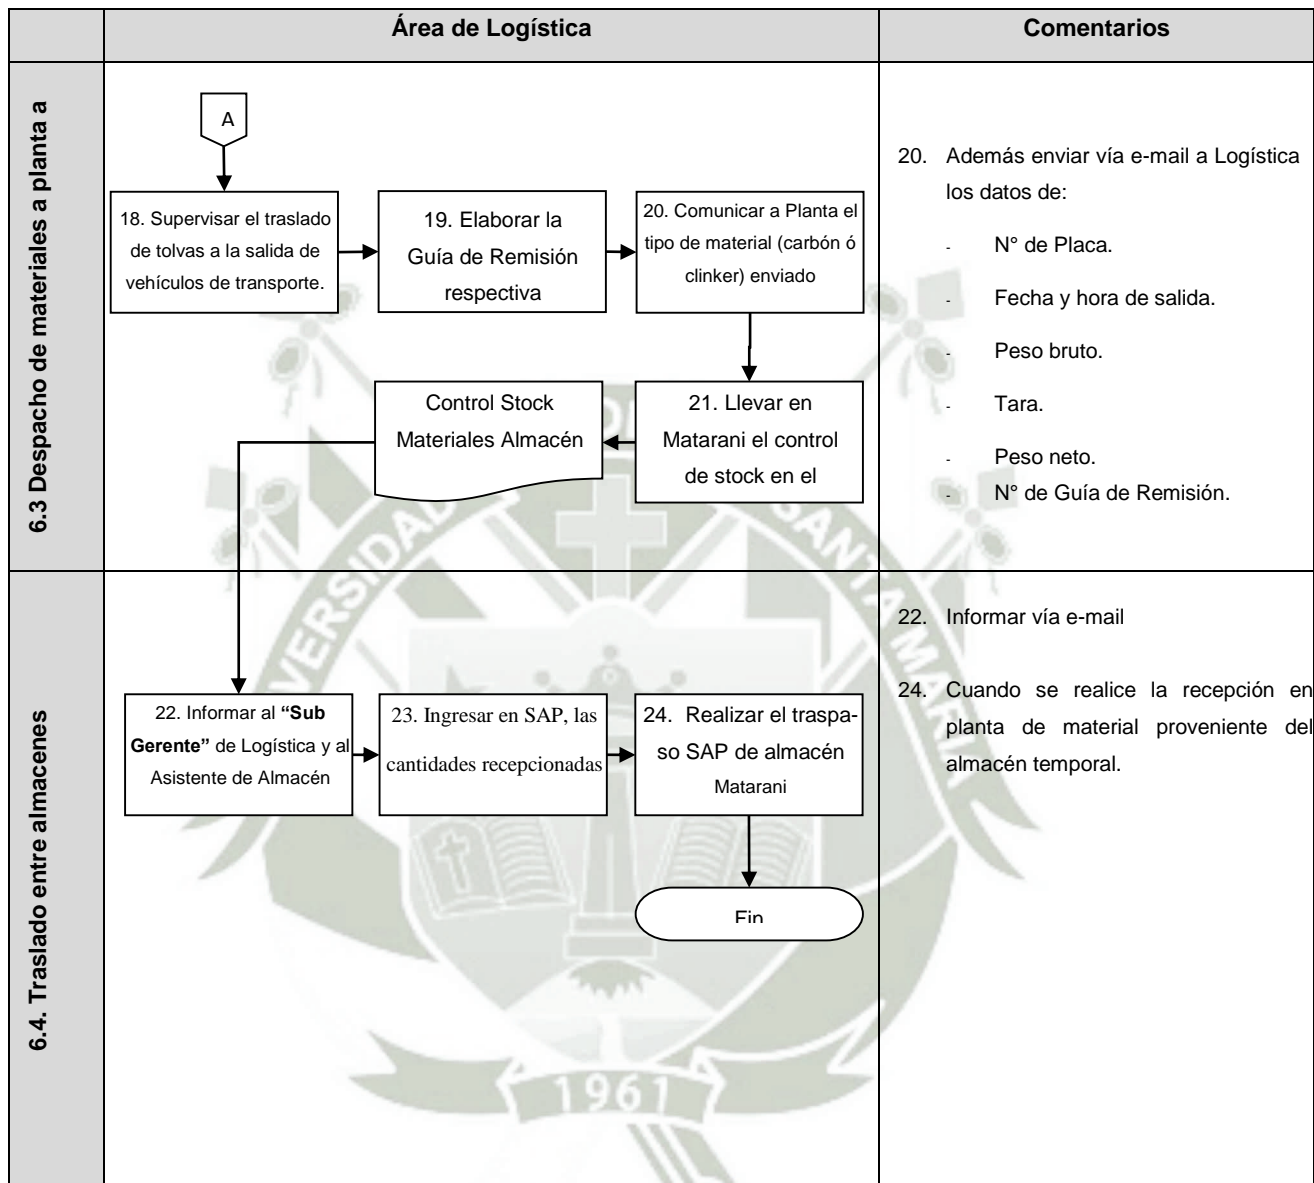 Área de Logística
Comentarios
6.3 Despacho de materiales a planta a
A
18. Supervisar el traslado
de tolvas a la salida de
vehículos de transporte.
19. Elaborar la
Guía de Remisión
respectiva
20. Comunicar a Planta el
tipo de material (carbón ó
clinker) enviado
21. Llevar en
Matarani el control
de stock en el
Control Stock
Materiales Almacén
20. Además enviar vía e-mail a Logística
los datos de:
- N° de Placa.
- Fecha y hora de salida.
- Peso bruto.
- Tara.
- Peso neto.
- N° de Guía de Remisión.
6.4. Traslado entre almacenes
22. Informar al “Sub
Gerente” de Logística y al
Asistente de Almacén
23. Ingresar en SAP, las
cantidades recepcionadas
24. Realizar el traspa-
so SAP de almacén
Matarani
Fin
22. Informar vía e-mail
24. Cuando se realice la recepción en
planta de material proveniente del
almacén temporal.
SANTA MARIA
1961